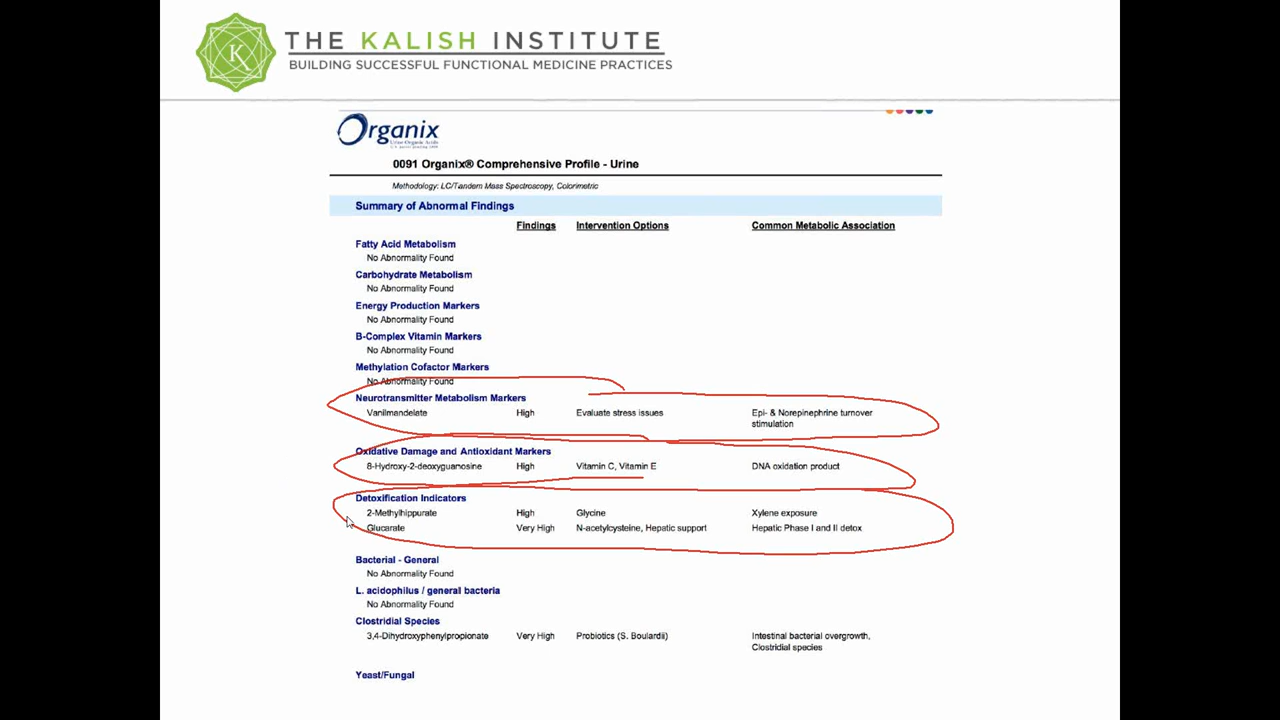 THE KALISH INSTITUTE
BUILDING SUCCESSFUL FUNCTIONAL MEDICINE PRACTICES
Organix
Urine Organic Acids
0091 Organix® Comprehensive Profile - Urine
Methodology: LC/Tandem Mass Spectroscopy, Colorimetric
Summary of Abnormal Findings
Findings Intervention Options Common Metabolic Association
Fatty Acid Metabolism
No Abnormality Found
Carbohydrate Metabolism
No Abnormality Found
Energy Production Markers
No Abnormality Found
B-Complex Vitamin Markers
No Abnormality Found
Methylation Cofactor Markers
No Abnormality Found
Neurotransmitter Metabolism Markers
Vanilmandelate High Evaluate stress issues Epi- & Norepinephrine turnover
stimulation
Oxidative Damage and Antioxidant Markers
8-Hydroxy-2-deoxyguanosine High Vitamin C, Vitamin E DNA oxidation product
Detoxification Indicators
2-Methylhippurate High Glycine Xylene exposure
Glucarate Very High N-acetylcysteine, Hepatic support Hepatic Phase I and II detox
Bacterial - General
No Abnormality Found
L. acidophilus / general bacteria
No Abnormality Found
Clostridial Species
3,4-Dihydroxyphenylpropionate Very High Probiotics (S. Boulardii) Intestinal bacterial overgrowth,
Clostridial species
Yeast/Fungal